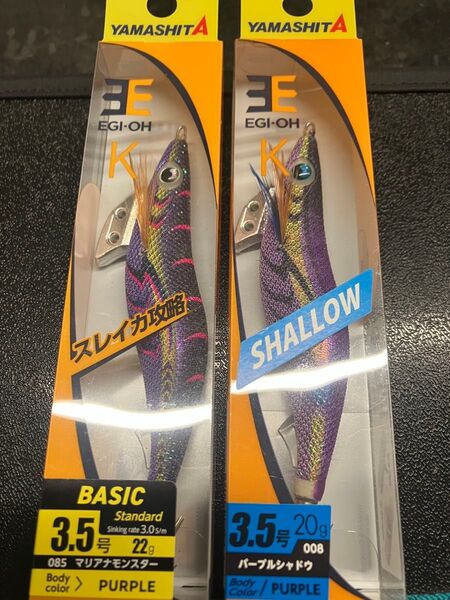 YAMASHITA
EGI-OH
K
スレイカ攻略
BASIC
Standard
Sinking rate 3.0s/m
3.5号
22g
085 マリアナモンスター
Body color
PURPLE
YAMASHITA
EGI-OH
K
SHALLOW
3.5号
20g
008
パープルシャドウ
Body color
PURPLE